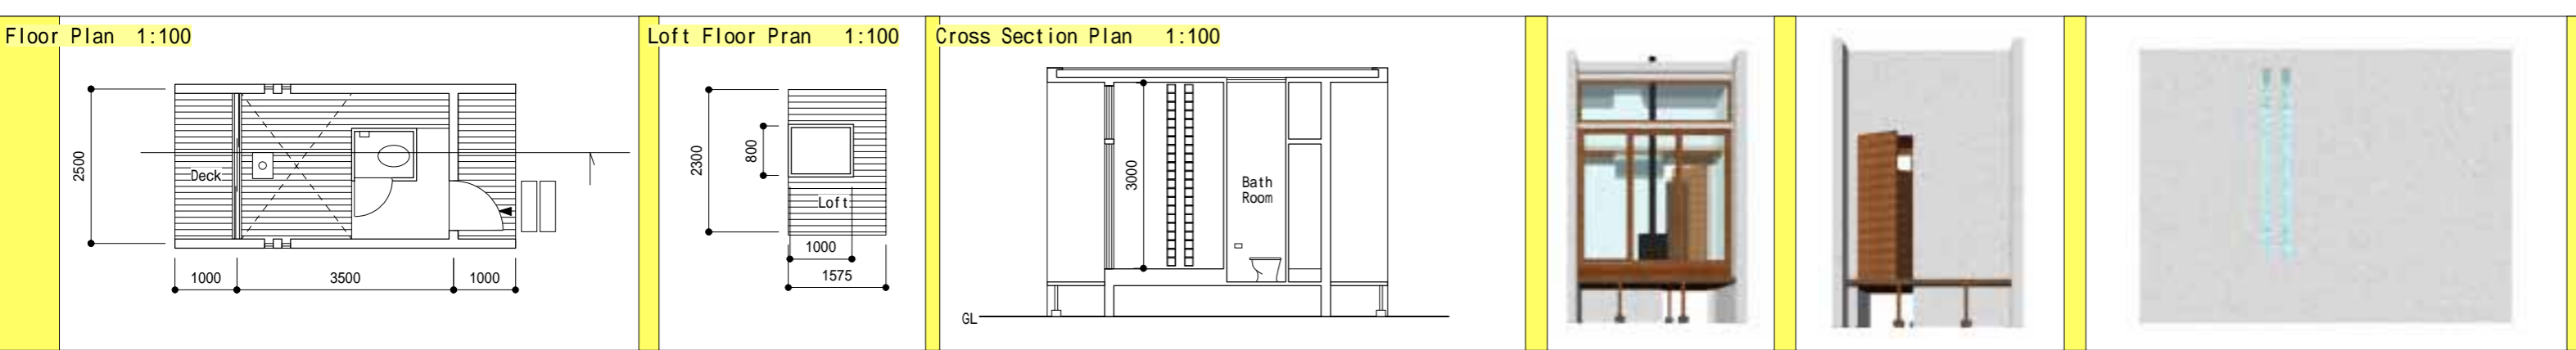 Floor Plan 1:100
2500
Deck
1000
3500
1000
Loft Floor Pran 1:100
2300
800
Loft
1000
1575
Cross Section Plan 1:100
3000
Bath
Room
GL